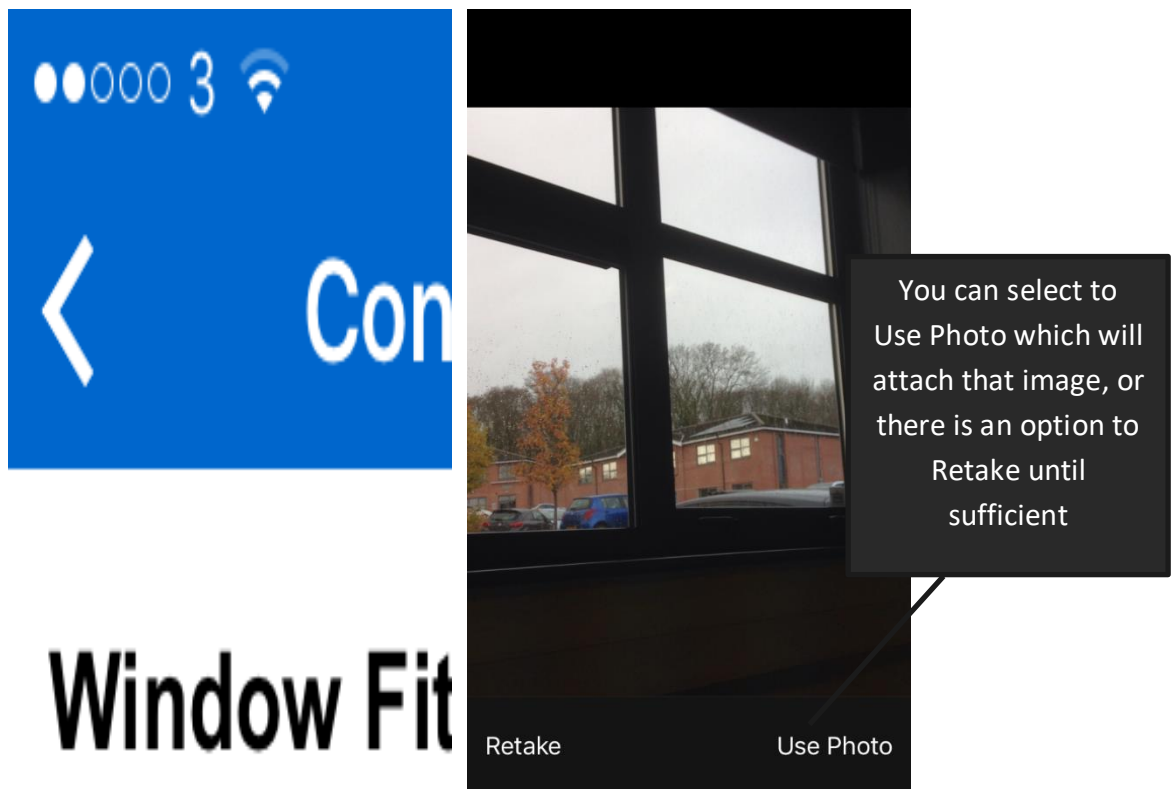 3
Con
Window Fit
You can select to
Use Photo which will
attach that image, or
there is an option to
Retake until
sufficient
Retake
Use Photo